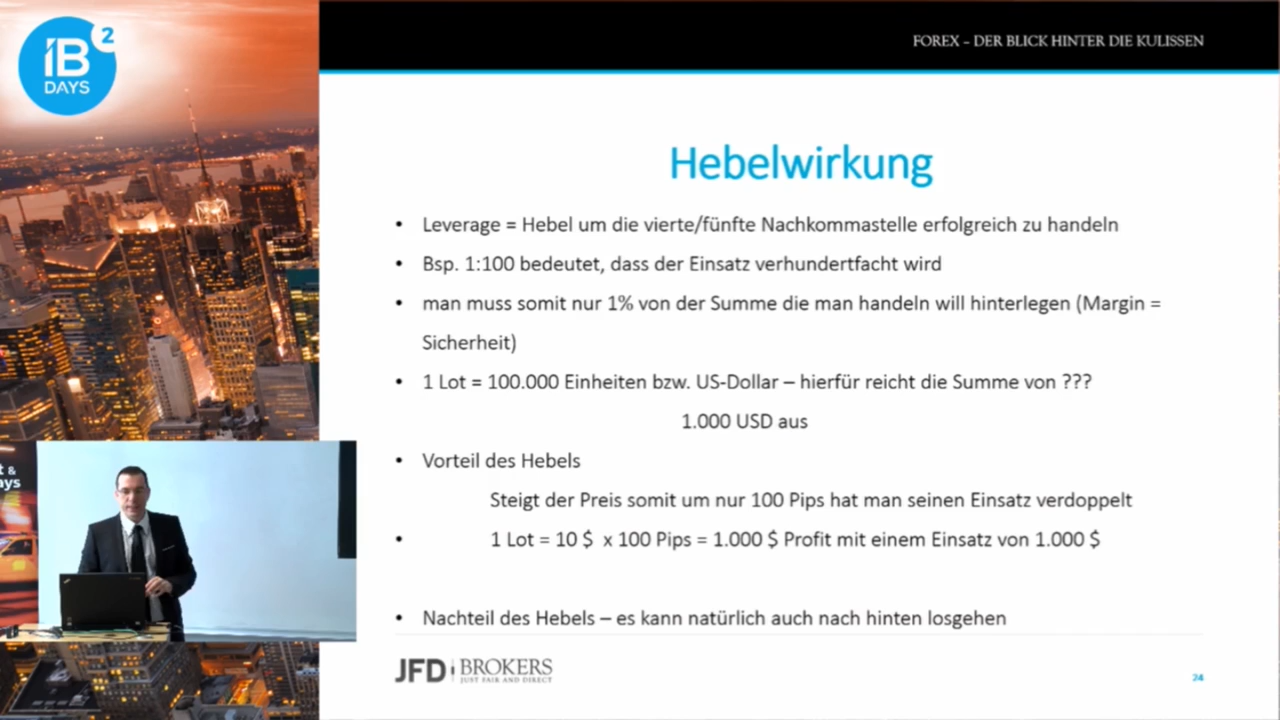 iB 2
DAYS
FOREX – DER BLICK HINTER DIE KULISSEN
Hebelwirkung
• Leverage = Hebel um die vierte/fünfte Nachkommastelle erfolgreich zu handeln
• Bsp. 1:100 bedeutet, dass der Einsatz verhundertfacht wird
• man muss somit nur 1% von der Summe die man handeln will hinterlegen (Margin =
Sicherheit)
• 1 Lot = 100.000 Einheiten bzw. US-Dollar – hierfür reicht die Summe von ???
1.000 USD aus
• Vorteil des Hebels
Steigt der Preis somit um nur 100 Pips hat man seinen Einsatz verdoppelt
• 1 Lot = 10 $ x 100 Pips = 1.000 $ Profit mit einem Einsatz von 1.000 $
• Nachteil des Hebels – es kann natürlich auch nach hinten losgehen
t &
ays
JFD BROKERS
JUST FAIR AND DIRECT
24